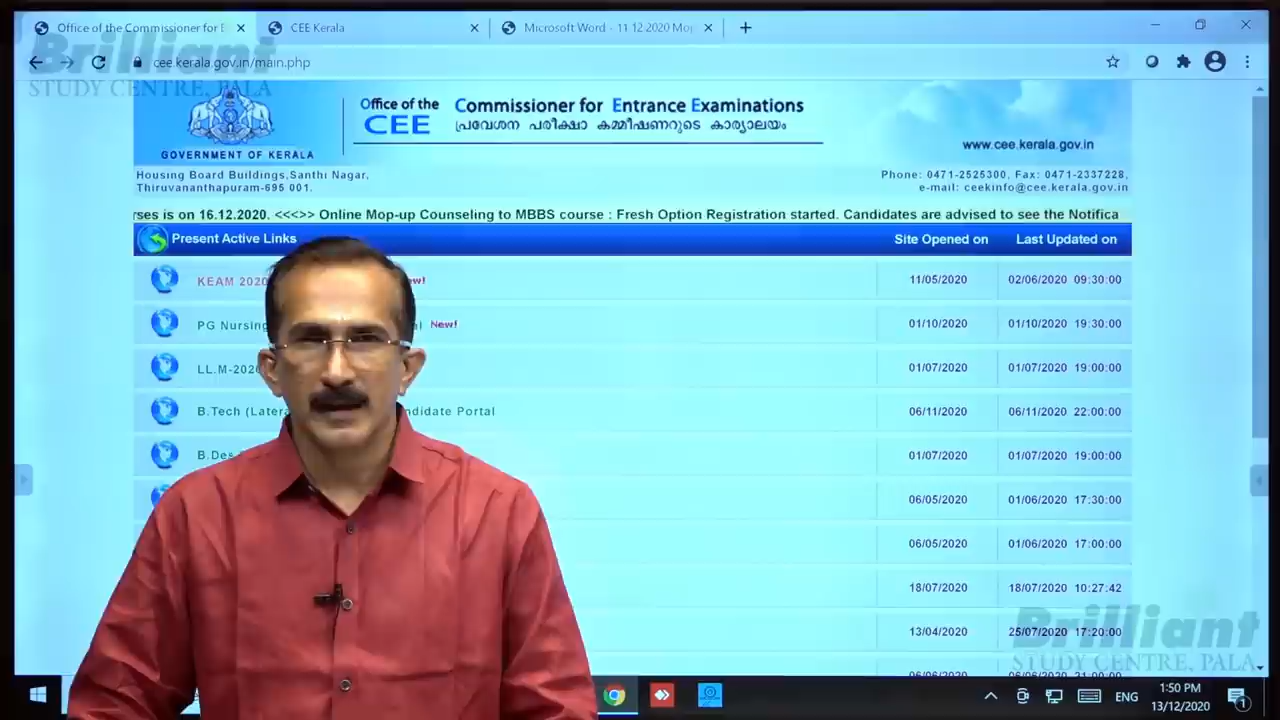 Office of the Commissioner for E
CEE Kerala
Microsoft Word - 11 12 2020 Mop
Brilliant
STUDY CENTRE, PALA
cee.kerala.gov.in/main.php
GOVERNMENT OF KERALA
Office of the
CEE
Commissioner for Entrance Examinations
പ്രവേശന പരീക്ഷാ കമ്മീഷണറുടെ കാര്യാലയം
www.cee.kerala.gov.in
Housing Board Buildings,Santhi Nagar,
Thiruvananthapuram-695 001.
Phone: 0471-2525300, Fax: 0471-2337228,
e-mail: ceekinfo@cee.kerala.gov.in
rses is on 16.12.2020. <<<>> Online Mop-up Counseling to MBBS course : Fresh Option Registration started. Candidates are advised to see the Notifica
Present Active Links Site Opened on Last Updated on
KEAM 2020 ew! 11/05/2020 02/06/2020 09:30:00
PG Nursing ) New! 01/10/2020 01/10/2020 19:30:00
LL.M-2020 01/07/2020 01/07/2020 19:00:00
B.Tech (Latera ndidate Portal 06/11/2020 06/11/2020 22:00:00
B.Des 01/07/2020 01/07/2020 19:00:00
06/05/2020 01/06/2020 17:30:00
06/05/2020 01/06/2020 17:00:00
18/07/2020 18/07/2020 10:27:42
13/04/2020 25/07/2020 17:20:00
Brilliant
STUDY CENTRE, PALA
ENG
1:50 PM
13/12/2020
1